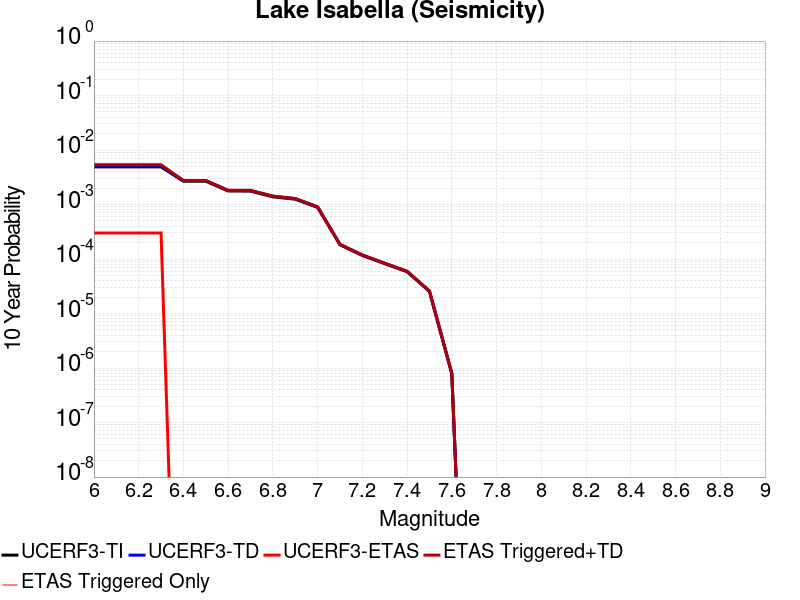 Lake Isabella (Seismicity)
10^0
10^-1
10^-2
10^-3
10^-4
10^-5
10^-6
10^-7
10^-8
10 Year Probability
6 6.2 6.4 6.6 6.8 7 7.2 7.4 7.6 7.8 8 8.2 8.4 8.6 8.8 9
Magnitude
UCERF3-TI UCERF3-TD UCERF3-ETAS ETAS Triggered+TD
ETAS Triggered Only